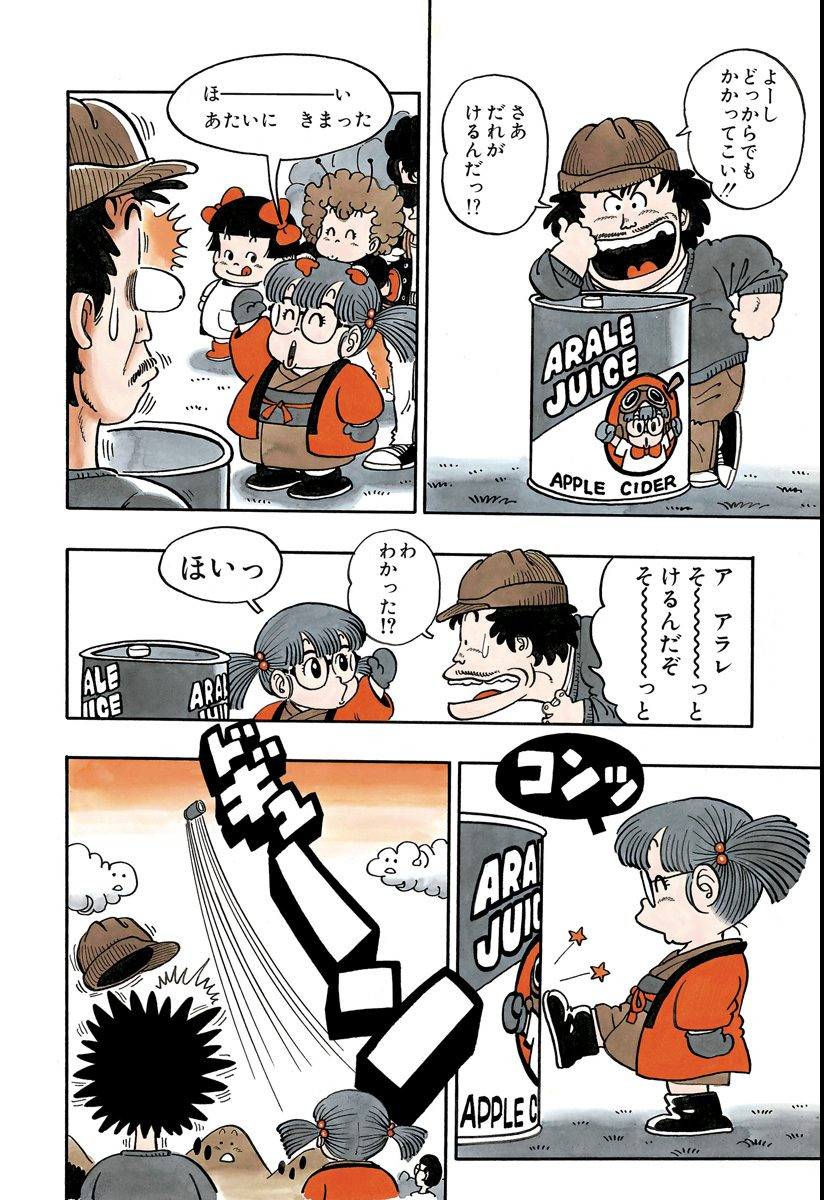 よーし
どっからでも
かかってこい!!
さあ
だれが
けるんだっ!?
ARALE
JUICE
APPLE CIDER
ほ――――い
あたいに きまった
ア アラレ
そ〜〜〜っと
けるんだぞ
そ〜〜〜っと
わ
わかった!?
ほいっ
ALE
ICE
ARAL
JUI
コンッ
ARA
JUIC
APPLE C
ドギューーン